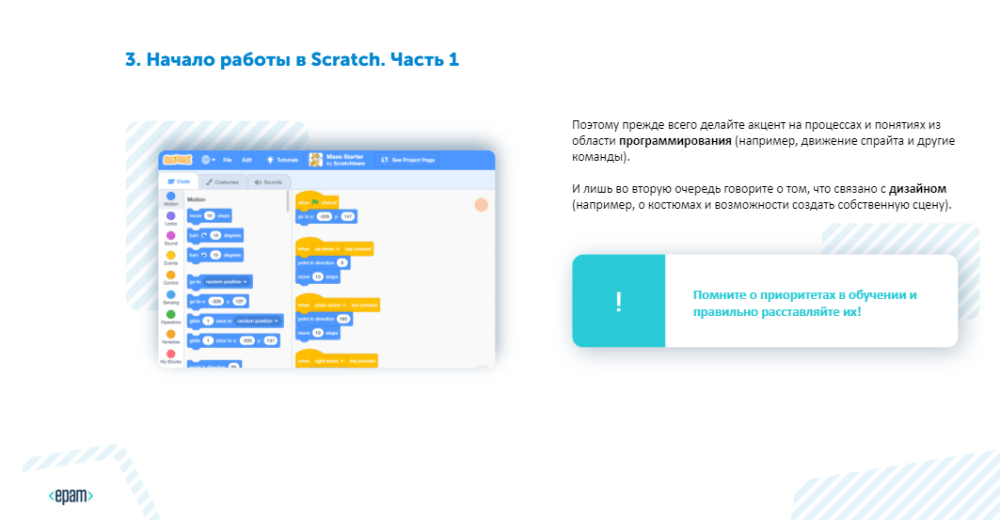 3. Начало работы в Scratch. Часть 1
SCRATCH File Edit Tutorials Maze Starter See Project Page
by Scratchteam
Code Costumes Sounds
Motion
Motion
move 10 steps
Looks
turn 15 degrees
Sound
turn 15 degrees
Events
Control
go to random position
Sensing
go to x: -200 y: 137
Operators
glide 1 secs to random position
Variables
glide 1 secs to x: -200 y: 137
My Blocks
when clicked
go to x: -200 y: 137
when up arrow key pressed
point in direction 0
move 10 steps
when down arrow key pressed
point in direction 180
move 10 steps
when right arrow key pressed
Поэтому прежде всего делайте акцент на процессах и понятиях из
области программирования (например, движение спрайта и другие
команды).
И лишь во вторую очередь говорите о том, что связано с дизайном
(например, о костюмах и возможности создать собственную сцену).
!
Помните о приоритетах в обучении и
правильно расставляйте их!
<epam>